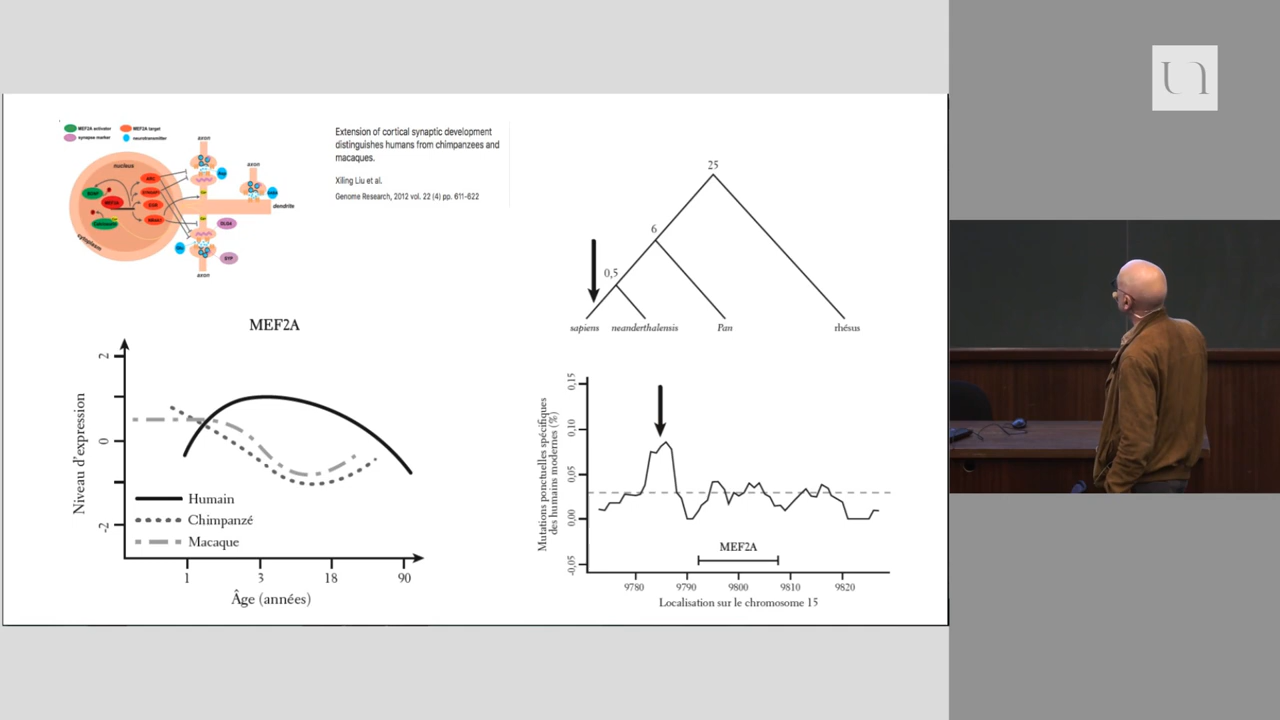 MEF2A activator
MEF2A target
synapse marker
neurotransmitter
nucleus
cytoplasm
axon
axon
dendrite
axon
Extension of cortical synaptic development
distinguishes humans from chimpanzees and
macaques.
Xiling Liu et al.
Genome Research, 2012 vol. 22 (4) pp. 611-622
25
6
0,5
sapiens
neanderthalensis
Pan
rhésus
MEF2A
Niveau d'expression
2
0
-2
Humain
Chimpanzé
Macaque
1
3
18
90
Âge (années)
Mutations ponctuelles spécifiques
des humains modernes (%)
0,15
0,10
0,05
0,00
-0,05
MEF2A
9780
9790
9800
9810
9820
Localisation sur le chromosome 15